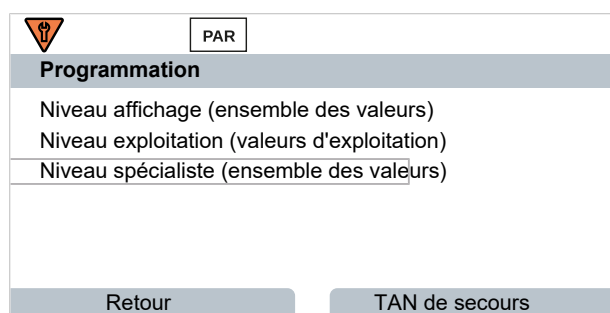 PAR
Programmation
Niveau affichage (ensemble des valeurs)
Niveau exploitation (valeurs d'exploitation)
Niveau spécialiste (ensemble des valeurs)
Retour
TAN de secours